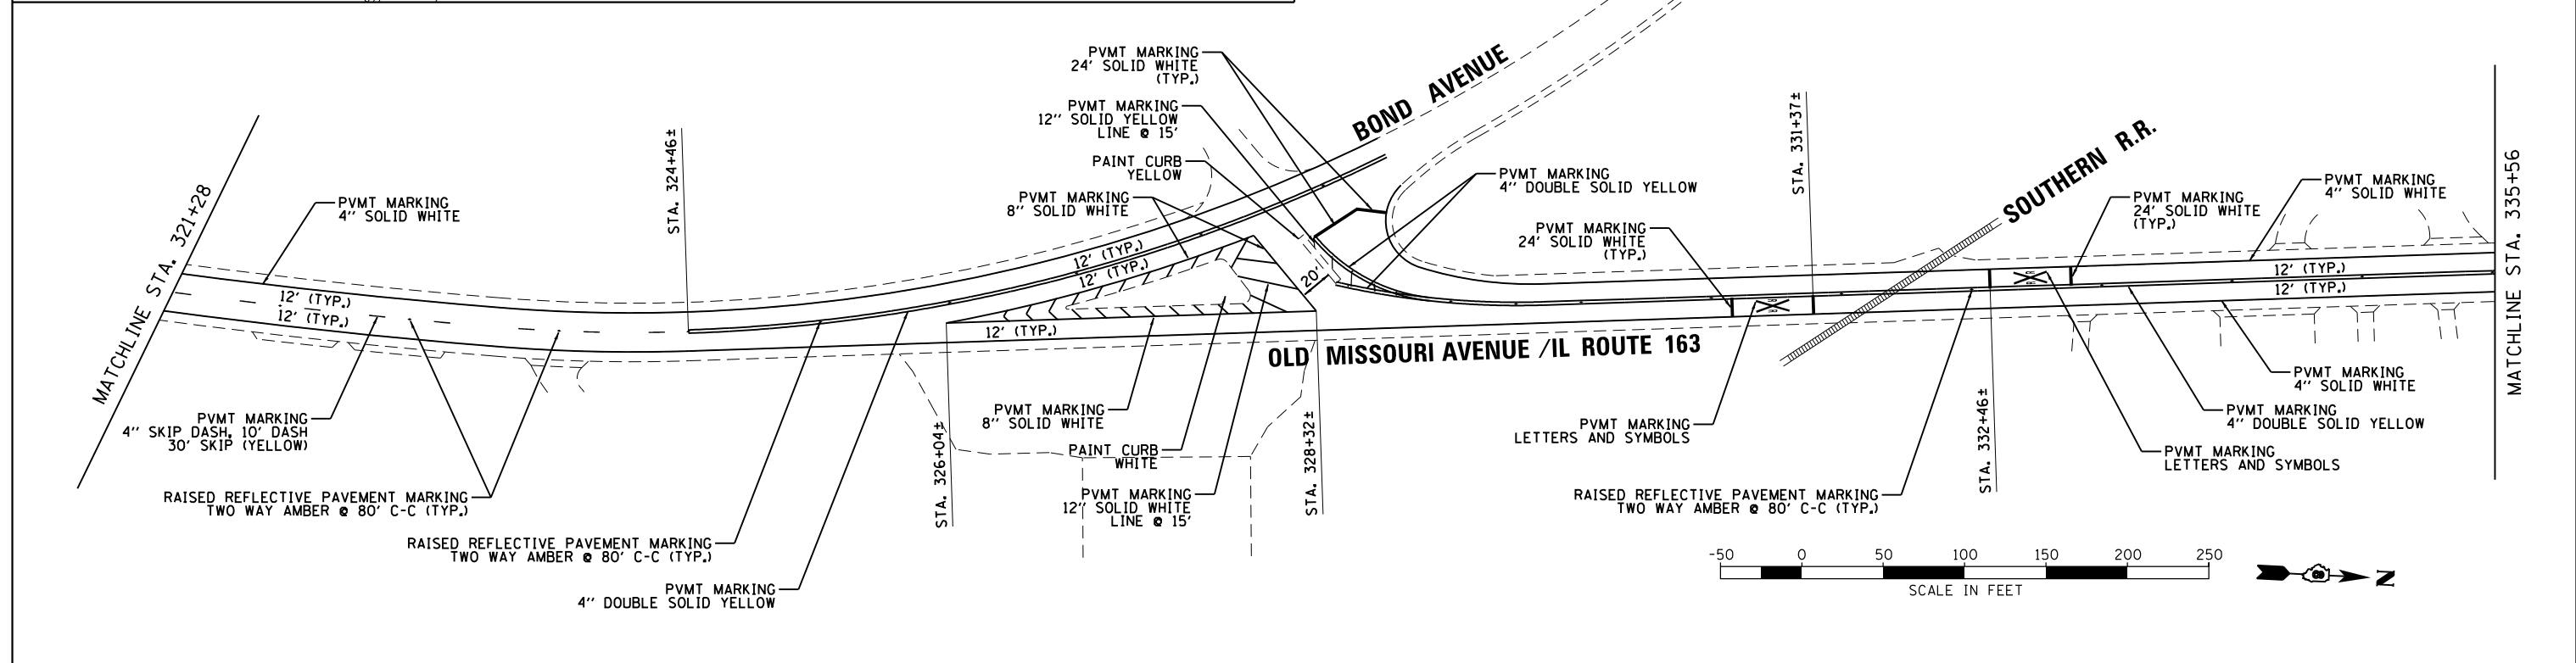 PVMT MARKING
24' SOLID WHITE
(TYP.)
PVMT MARKING
12'' SOLID YELLOW
LINE @ 15'
PAINT CURB
YELLOW
PVMT MARKING
8'' SOLID WHITE
BOND AVENUE
PVMT MARKING
4'' DOUBLE SOLID YELLOW
PVMT MARKING
24' SOLID WHITE
(TYP.)
STA. 331+37±
SOUTHERN R.R.
PVMT MARKING
24' SOLID WHITE
(TYP.)
PVMT MARKING
4'' SOLID WHITE
MATCHLINE STA. 335+56
MATCHLINE STA. 321+28
PVMT MARKING
4'' SOLID WHITE
STA. 324+46±
12' (TYP.)
12' (TYP.)
12' (TYP.)
12' (TYP.)
20'
12' (TYP.)
12' (TYP.)
12' (TYP.)
OLD MISSOURI AVENUE /IL ROUTE 163
PVMT MARKING
4'' SKIP DASH, 10' DASH
30' SKIP (YELLOW)
RAISED REFLECTIVE PAVEMENT MARKING
TWO WAY AMBER @ 80' C-C (TYP.)
RAISED REFLECTIVE PAVEMENT MARKING
TWO WAY AMBER @ 80' C-C (TYP.)
PVMT MARKING
4'' DOUBLE SOLID YELLOW
STA. 326+04±
PVMT MARKING
8'' SOLID WHITE
PAINT CURB
WHITE
PVMT MARKING
12'' SOLID WHITE
LINE @ 15'
STA. 328+32±
PVMT MARKING
LETTERS AND SYMBOLS
RAISED REFLECTIVE PAVEMENT MARKING
TWO WAY AMBER @ 80' C-C (TYP.)
STA. 332+46±
PVMT MARKING
4'' SOLID WHITE
PVMT MARKING
4'' DOUBLE SOLID YELLOW
PVMT MARKING
LETTERS AND SYMBOLS
-50 0 50 100 150 200 250
SCALE IN FEET
N